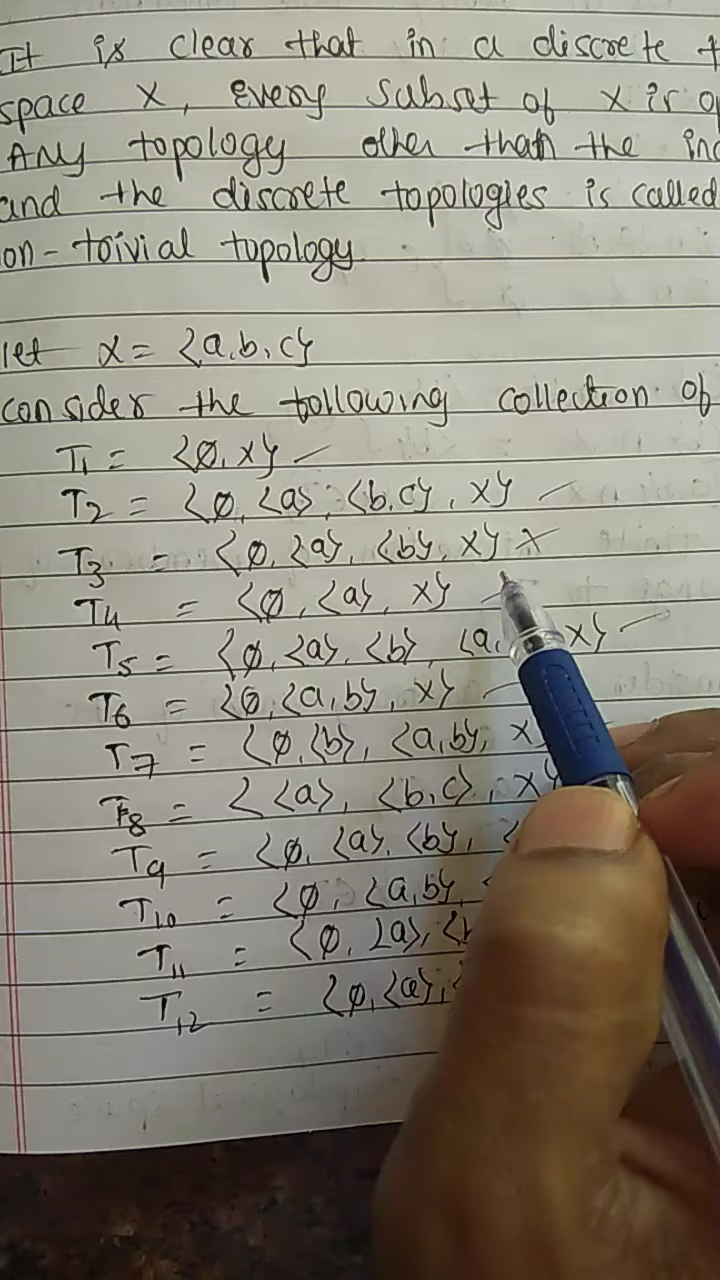 It is clear that in a discrete
space X, every subset of X is
ANY topology other than the
and the discrete topologies is called
on-trivial topology.
let X = {a,b,c}
consider the following collection of
T1 = {Ø, X}
T2 = {Ø, {a}, {b,c}, X}
T3 = {Ø, {a}, {b}, X} ×
T4 = {Ø, {a}, X}
T5 = {Ø, {a}, {b}, {a, X}
T6 = {Ø, {a,b}, X}
T7 = {Ø, {b}, {a,b}, X
T8 = { {a}, {b,c}, X}
T9 = {Ø, {a}, {b}, {
T10 = {Ø, {a,b},
T11 = {Ø, {a}, {b
T12 = {Ø, {a}, {